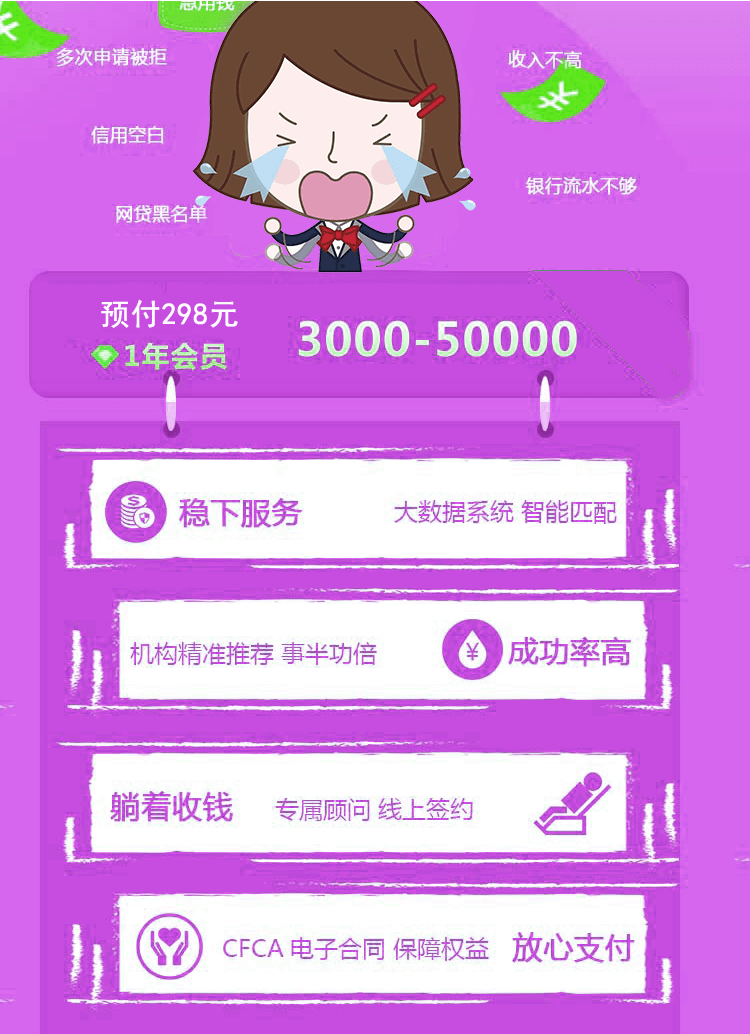 急用钱
多次申请被拒
收入不高
信用空白
银行流水不够
网贷黑名单
预付298元
1年会员
3000-50000
稳下服务
大数据系统 智能匹配
机构精准推荐 事半功倍
成功率高
躺着收钱
专属顾问 线上签约
CFCA 电子合同 保障权益
放心支付